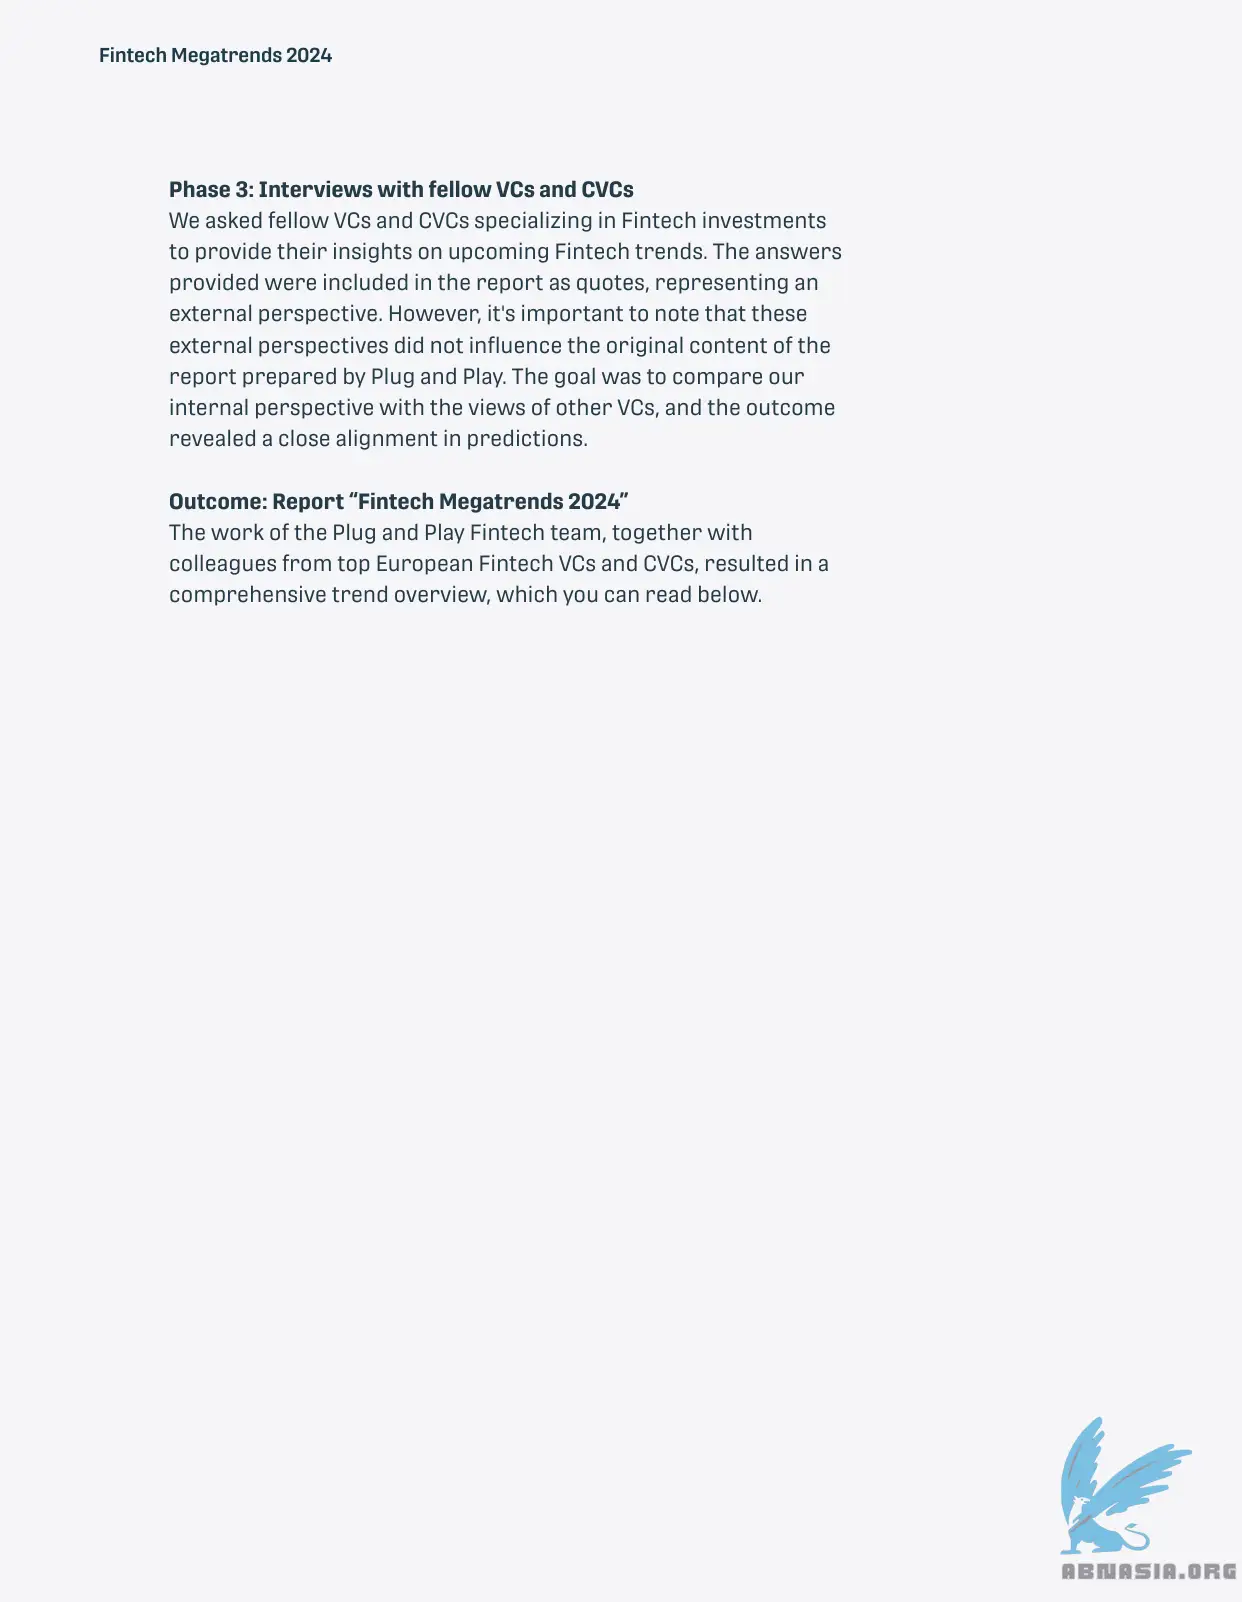 Fintech Megatrends 2024
Phase 3: Interviews with fellow VCs and CVCs
We asked fellow VCs and CVCs specializing in Fintech investments
to provide their insights on upcoming Fintech trends. The answers
provided were included in the report as quotes, representing an
external perspective. However, it's important to note that these
external perspectives did not influence the original content of the
report prepared by Plug and Play. The goal was to compare our
internal perspective with the views of other VCs, and the outcome
revealed a close alignment in predictions.
Outcome: Report “Fintech Megatrends 2024”
The work of the Plug and Play Fintech team, together with
colleagues from top European Fintech VCs and CVCs, resulted in a
comprehensive trend overview, which you can read below.
ABNASIA.ORG